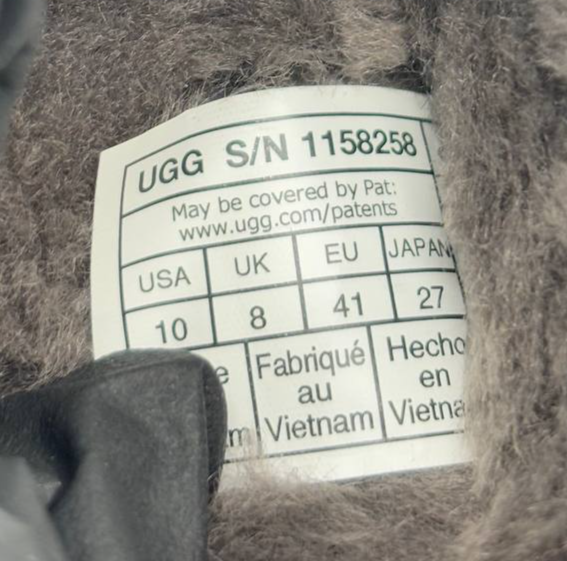 UGG S/N 1158258
May be covered by Pat:
www.ugg.com/patents
USA UK EU JAPAN
10 8 41 27
Fabriqué
au
Vietnam
Hecho
en